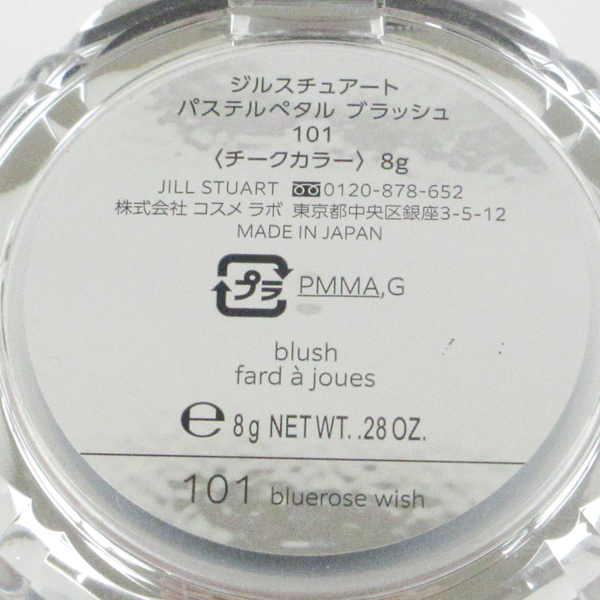 ジルスチュアート
パステルペタル ブラッシュ
101
〈チークカラー〉8g
JILL STUART 0120-878-652
株式会社 コスメ ラボ 東京都中央区銀座3-5-12
MADE IN JAPAN
プラ PMMA,G
blush
fard à joues
e 8g NET WT. .28 OZ.
101 bluerose wish